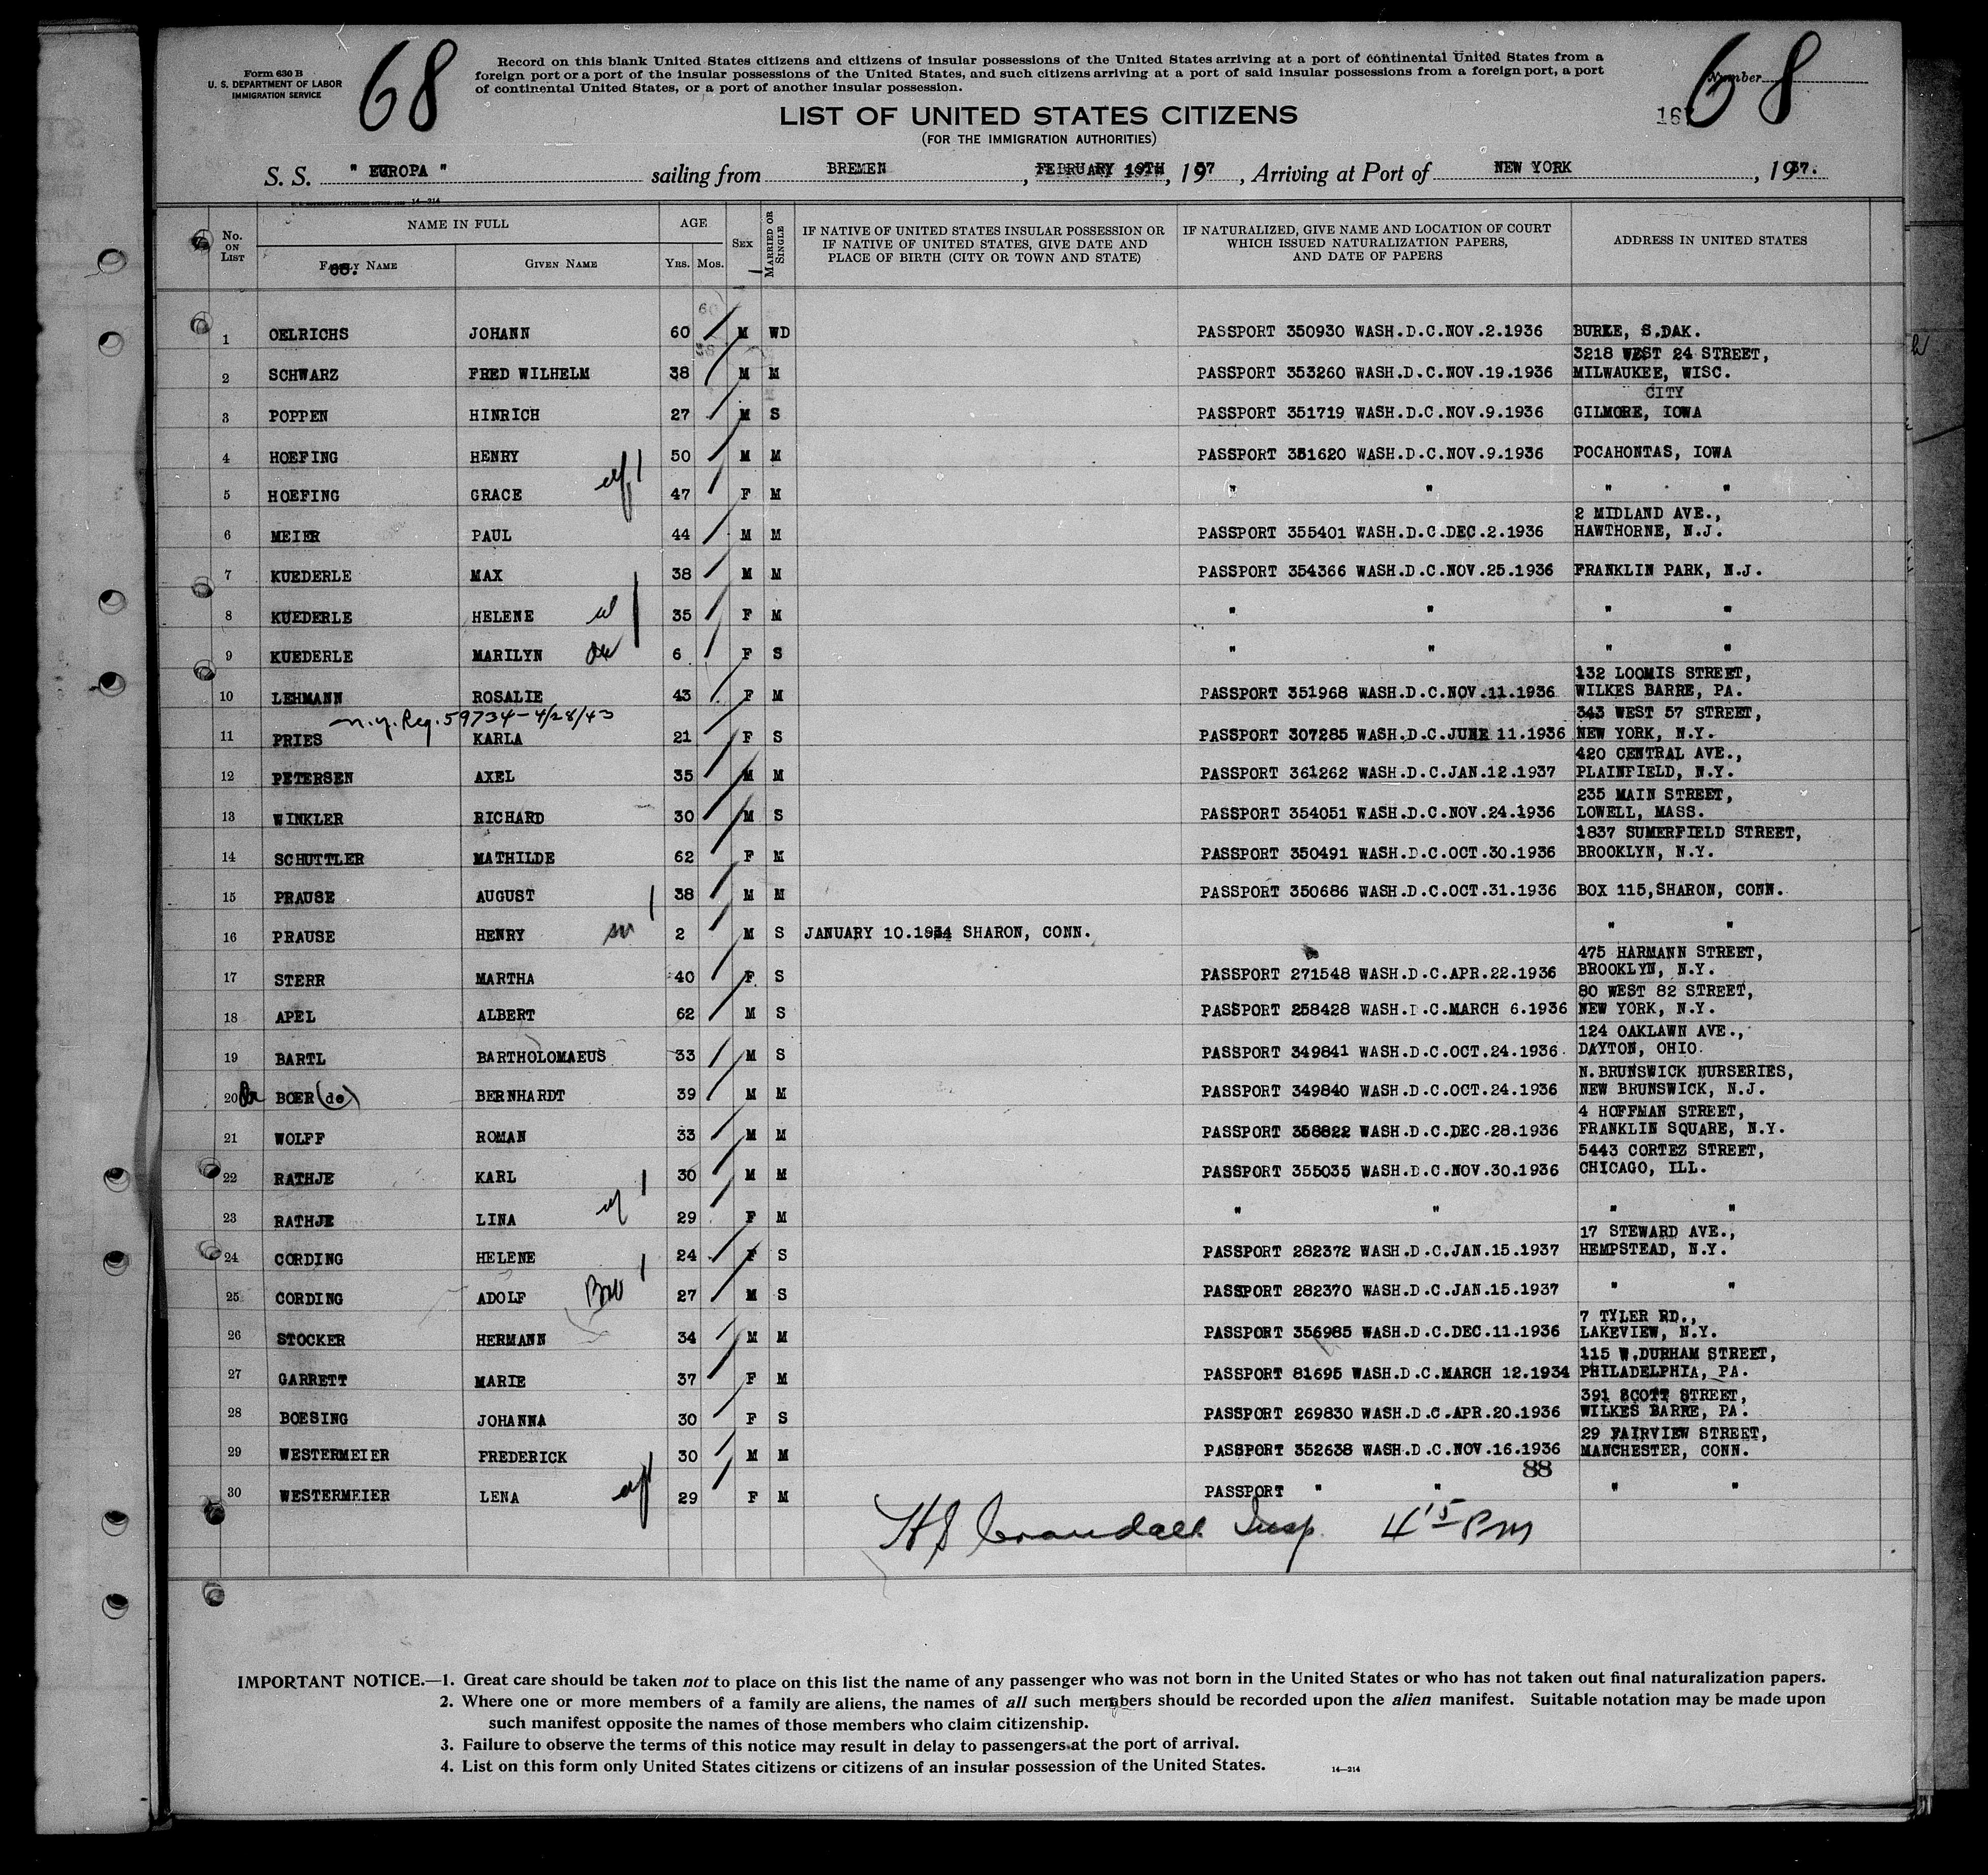 Form 630 B
U. S. DEPARTMENT OF LABOR
IMMIGRATION SERVICE
68
Record on this blank United States citizens and citizens of insular possessions of the United States arriving at a port of continental United States from a
foreign port or a port of the insular possessions of the United States, and such citizens arriving at a port of said insular possessions from a foreign port, a port
of continental United States, or a port of another insular possession.
Number
68
LIST OF UNITED STATES CITIZENS
(FOR THE IMMIGRATION AUTHORITIES)
S. S. " EUROPA " sailing from BREMEN, FEBRUARY 19TH, 1937, Arriving at Port of NEW YORK, 1937.
No. ON LIST
NAME IN FULL
FAMILY NAME GIVEN NAME
AGE
YRS. MOS.
SEX
MARRIED OR SINGLE
IF NATIVE OF UNITED STATES INSULAR POSSESSION OR
IF NATIVE OF UNITED STATES, GIVE DATE AND
PLACE OF BIRTH (CITY OR TOWN AND STATE)
IF NATURALIZED, GIVE NAME AND LOCATION OF COURT
WHICH ISSUED NATURALIZATION PAPERS,
AND DATE OF PAPERS
ADDRESS IN UNITED STATES
1 OELRICHS JOHANN 60 M WD PASSPORT 350930 WASH.D.C.NOV.2.1936 BURKE, S.DAK.
3218 WEST 24 STREET,
2 SCHWARZ FRED WILHELM 38 M M PASSPORT 353260 WASH.D.C.NOV.19.1936 MILWAUKEE, WISC.
CITY
3 POPPEN HINRICH 27 M S PASSPORT 351719 WASH.D.C.NOV.9.1936 GILMORE, IOWA
4 HOEFING HENRY 50 M M PASSPORT 351620 WASH.D.C.NOV.9.1936 POCAHONTAS, IOWA
5 HOEFING GRACE 47 F M " " " "
2 MIDLAND AVE.,
6 MEIER PAUL 44 M M PASSPORT 355401 WASH.D.C.DEC.2.1936 HAWTHORNE, N.J.
7 KUEDERLE MAX 38 M M PASSPORT 354366 WASH.D.C.NOV.25.1936 FRANKLIN PARK, N.J.
8 KUEDERLE HELENE 35 F M " " " "
9 KUEDERLE MARILYN 6 F S " " " "
132 LOOMIS STREET,
10 LEHMANN ROSALIE 43 F M PASSPORT 351968 WASH.D.C.NOV.11.1936 WILKES BARRE, PA.
n.y. Reg. 59734-4/28/43
343 WEST 57 STREET,
11 PRIES KARLA 21 F S PASSPORT 307285 WASH.D.C.JUNE 11.1936 NEW YORK, N.Y.
420 CENTRAL AVE.,
12 PETERSEN AXEL 35 M M PASSPORT 361262 WASH.D.C.JAN.12.1937 PLAINFIELD, N.Y.
235 MAIN STREET,
13 WINKLER RICHARD 30 M S PASSPORT 354051 WASH.D.C.NOV.24.1936 LOWELL, MASS.
1837 SUMERFIELD STREET,
14 SCHUTTLER MATHILDE 62 F M PASSPORT 350491 WASH.D.C.OCT.30.1936 BROOKLYN, N.Y.
15 PRAUSE AUGUST 38 M M PASSPORT 350686 WASH.D.C.OCT.31.1936 BOX 115,SHARON, CONN.
16 PRAUSE HENRY 2 M S JANUARY 10.1934 SHARON, CONN. " "
475 HARMANN STREET,
17 STERR MARTHA 40 F S PASSPORT 271548 WASH.D.C.APR.22.1936 BROOKLYN, N.Y.
80 WEST 82 STREET,
18 APEL ALBERT 62 M S PASSPORT 258428 WASH.D.C.MARCH 6.1936 NEW YORK, N.Y.
124 OAKLAWN AVE.,
19 BARTL BARTHOLOMAEUS 33 M S PASSPORT 349841 WASH.D.C.OCT.24.1936. DAYTON, OHIO.
N.BRUNSWICK NURSERIES,
20 BOER (de) BERNHARDT 39 M M PASSPORT 349840 WASH.D.C.OCT.24.1936 NEW BRUNSWICK, N.J.
4 HOFFMAN STREET,
21 WOLFF ROMAN 33 M M PASSPORT 358822 WASH.D.C.DEC.28.1936 FRANKLIN SQUARE, N.Y.
5443 CORTEZ STREET,
22 RATHJE KARL 30 M M PASSPORT 355035 WASH.D.C.NOV.30.1936 CHICAGO, ILL.
23 RATHJE LINA 29 F M " " " "
17 STEWARD AVE.,
24 CORDING HELENE 24 F S PASSPORT 282372 WASH.D.C.JAN.15.1937 HEMPSTEAD, N.Y.
25 CORDING ADOLF Bro 27 M S PASSPORT 282370 WASH.D.C.JAN.15.1937 " "
7 TYLER RD.,
26 STOCKER HERMANN 34 M M PASSPORT 356985 WASH.D.C.DEC.11.1936 LAKEVIEW, N.Y.
115 W.DURHAM STREET,
27 GARRETT MARIE 37 F M PASSPORT 81695 WASH.D.C.MARCH 12.1934 PHILADELPHIA, PA.
391 SCOTT STREET,
28 BOESING JOHANNA 30 F S PASSPORT 269830 WASH.D.C.APR.20.1936 WILKES BARRE, PA.
29 FAIRVIEW STREET,
29 WESTERMEIER FREDERICK 30 M M PASSPORT 352638 WASH.D.C.NOV.16.1936 MANCHESTER, CONN.
88
30 WESTERMEIER LENA 29 F M PASSPORT " " " "
H S Crandall Insp. 4 15 PM
IMPORTANT NOTICE.—1. Great care should be taken not to place on this list the name of any passenger who was not born in the United States or who has not taken out final naturalization papers.
2. Where one or more members of a family are aliens, the names of all such members should be recorded upon the alien manifest. Suitable notation may be made upon
such manifest opposite the names of those members who claim citizenship.
3. Failure to observe the terms of this notice may result in delay to passengers at the port of arrival.
4. List on this form only United States citizens or citizens of an insular possession of the United States.
14—214